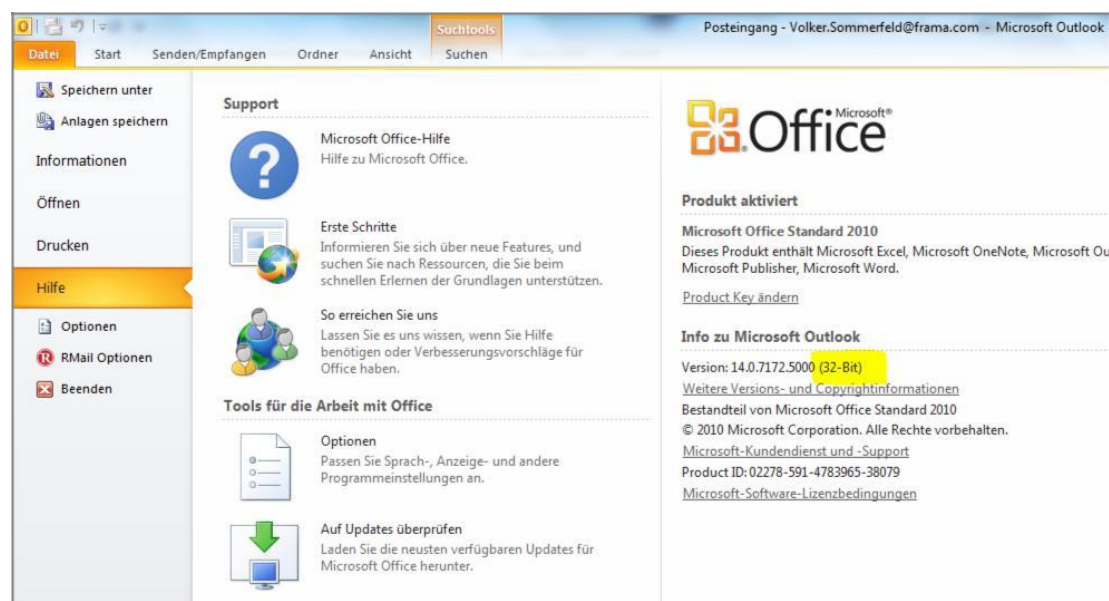 Suchtools
Posteingang - Volker.Sommerfeld@frama.com - Microsoft Outlook
Datei Start Senden/Empfangen Ordner Ansicht Suchen
Speichern unter
Anlagen speichern
Informationen
Öffnen
Drucken
Hilfe
Optionen
RMail Optionen
Beenden
Support
Microsoft Office-Hilfe
Hilfe zu Microsoft Office.
Erste Schritte
Informieren Sie sich über neue Features, und
suchen Sie nach Ressourcen, die Sie beim
schnellen Erlernen der Grundlagen unterstützen.
So erreichen Sie uns
Lassen Sie es uns wissen, wenn Sie Hilfe
benötigen oder Verbesserungsvorschläge für
Office haben.
Tools für die Arbeit mit Office
Optionen
Passen Sie Sprach-, Anzeige- und andere
Programmeinstellungen an.
Auf Updates überprüfen
Laden Sie die neusten verfügbaren Updates für
Microsoft Office herunter.
Microsoft®
Office
Produkt aktiviert
Microsoft Office Standard 2010
Dieses Produkt enthält Microsoft Excel, Microsoft OneNote, Microsoft Ou
Microsoft Publisher, Microsoft Word.
Product Key ändern
Info zu Microsoft Outlook
Version: 14.0.7172.5000 (32-Bit)
Weitere Versions- und Copyrightinformationen
Bestandteil von Microsoft Office Standard 2010
© 2010 Microsoft Corporation. Alle Rechte vorbehalten.
Microsoft-Kundendienst und -Support
Product ID: 02278-591-4783965-38079
Microsoft-Software-Lizenzbedingungen